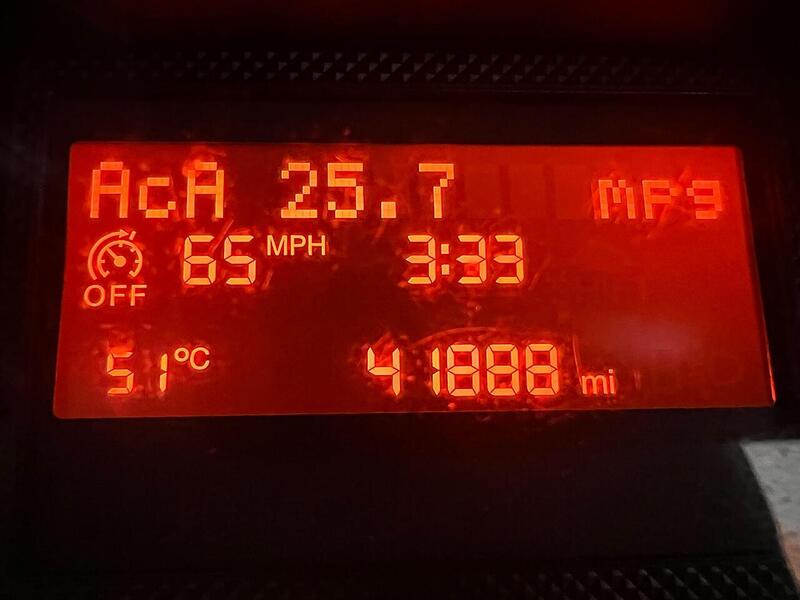 AcA 25.7 mpg
65 MPH 3:33
OFF
51°C 41888 mi